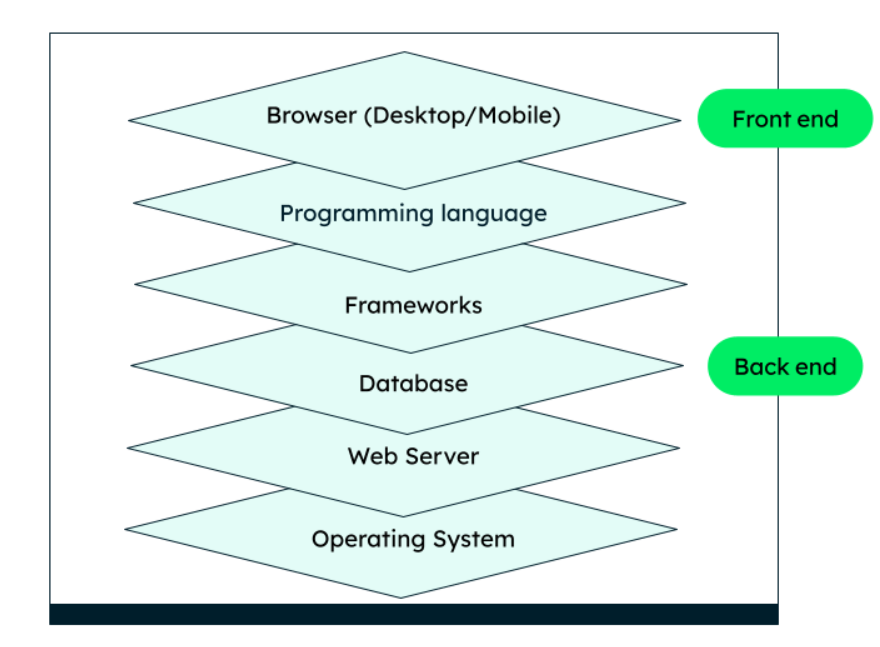 Browser (Desktop/Mobile)
Front end
Programming language
Frameworks
Back end
Database
Web Server
Operating System